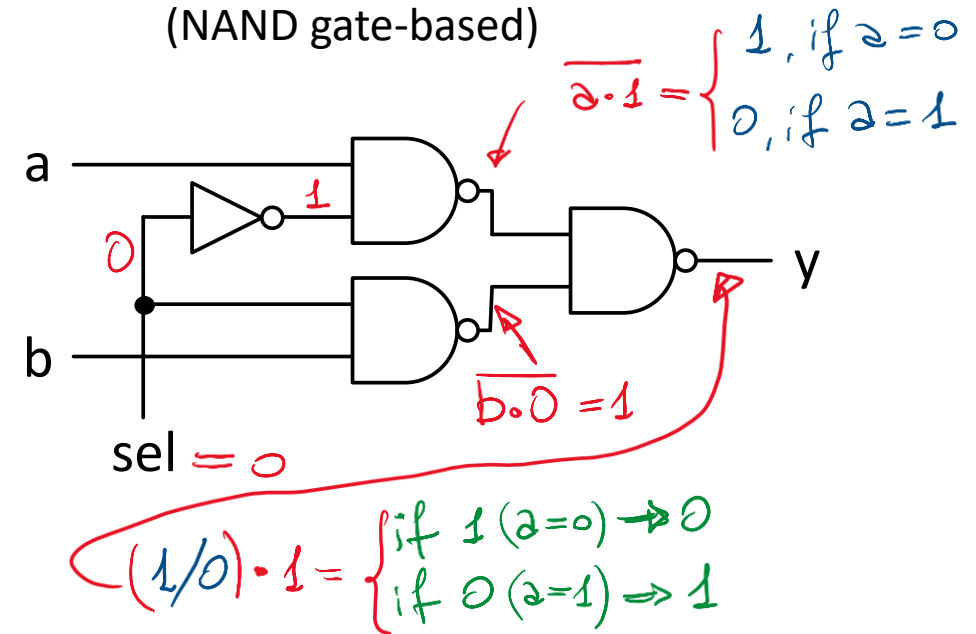 (NAND gate-based)
1, if a=0
a·1 =
0, if a=1
a
1
0
y
b
b·0 = 1
sel = 0
if 1 (a=0) → 0
(1/0)·1 =
if 0 (a=1) ⇒ 1